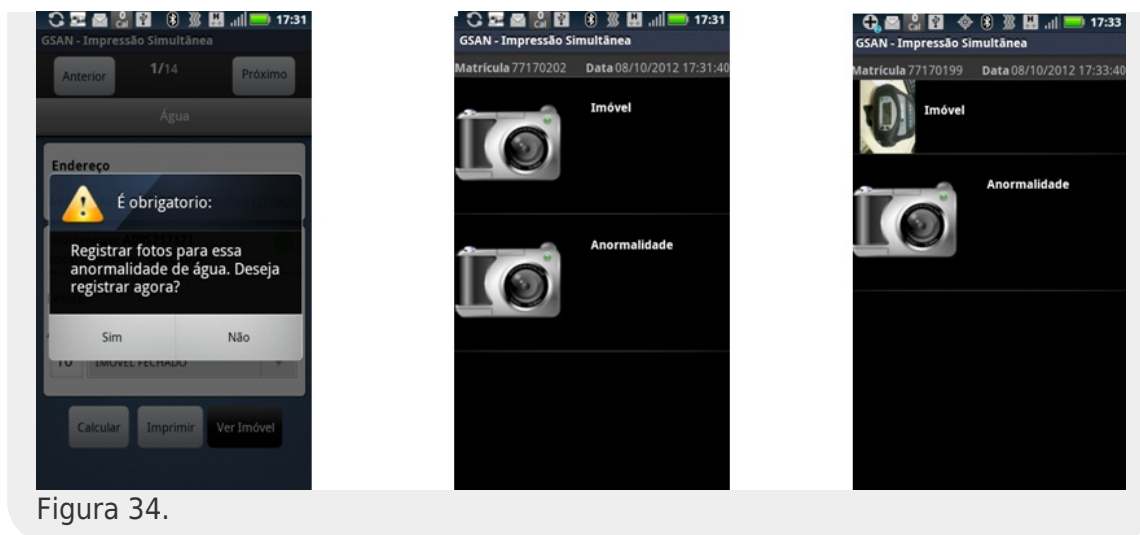 17:31
GSAN - Impressão Simultânea
Anterior
1/14
Próximo
Água
Endereço
É obrigatorio:
Registrar fotos para essa
anormalidade de água. Deseja
registrar agora?
Sim
Não
10
IMOVEL FECHADO
Calcular
Imprimir
Ver Imóvel
17:31
GSAN - Impressão Simultânea
Matrícula 77170202 Data 08/10/2012 17:31:40
Imóvel
Anormalidade
17:33
GSAN - Impressão Simultânea
Matrícula 77170199 Data 08/10/2012 17:33:40
Imóvel
Anormalidade
Figura 34.